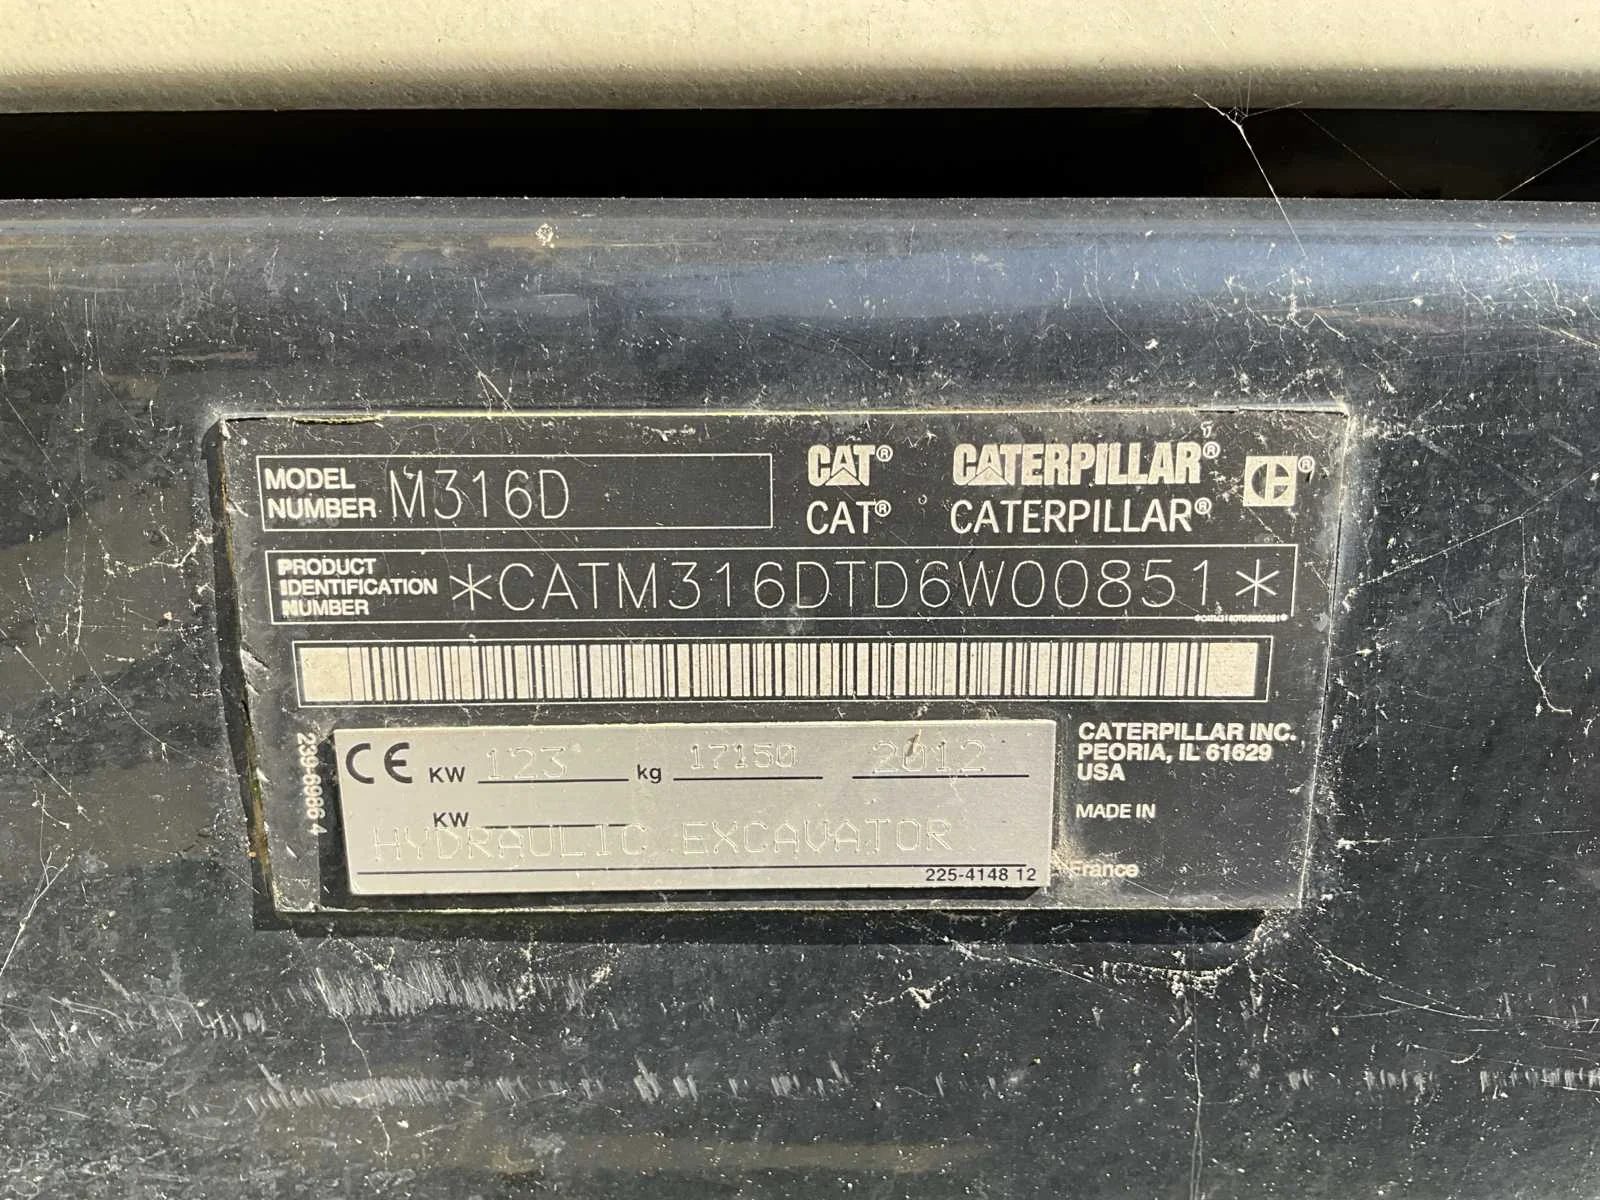 MODEL
NUMBER M316D
CAT® CATERPILLAR®
CAT® CATERPILLAR®
PRODUCT
IDENTIFICATION
NUMBER
*CATM316DTD6W00851*
239-6986 4
CE KW 123 kg 17150 2012
KW
HYDRAULIC EXCAVATOR
225-4148 12
CATERPILLAR INC.
PEORIA, IL 61629
USA
MADE IN
France